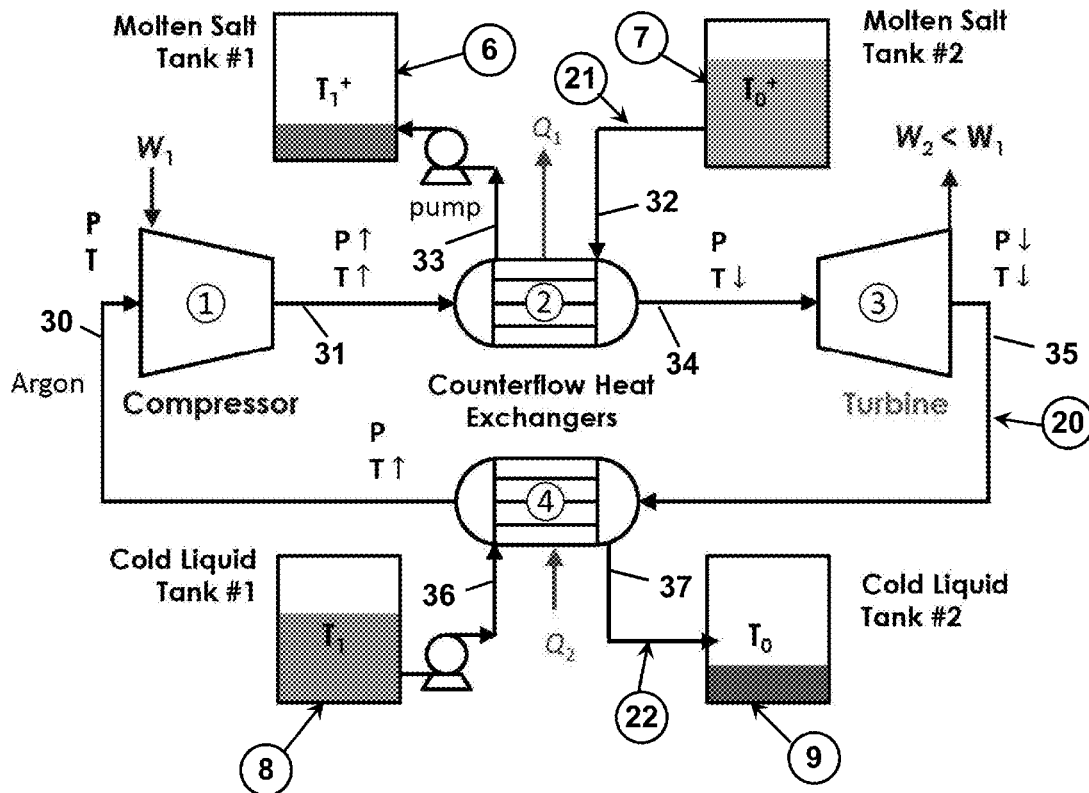 Molten Salt
Tank #1
6
T₁⁺
7
Molten Salt
Tank #2
T₀⁺
21
W₁
Q₁
W₂ < W₁
pump
32
33
P
T
P ↑
T ↑
P
T ↓
P ↓
T ↓
1
2
3
30
31
34
35
Argon
Compressor
Counterflow Heat
Exchangers
Turbine
20
P
T ↑
4
Cold Liquid
Tank #1
36
37
Cold Liquid
Tank #2
T₁
Q₂
T₀
22
8
9